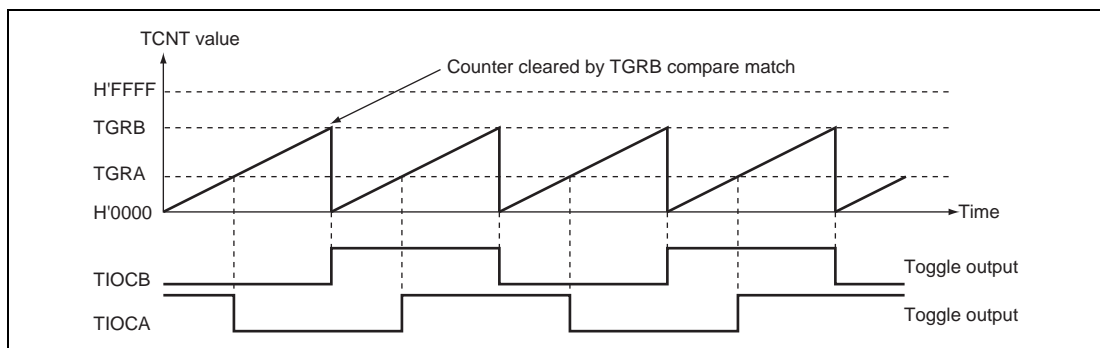 TCNT value
Counter cleared by TGRB compare match
H'FFFF
TGRB
TGRA
H'0000
Time
TIOCB
Toggle output
TIOCA
Toggle output